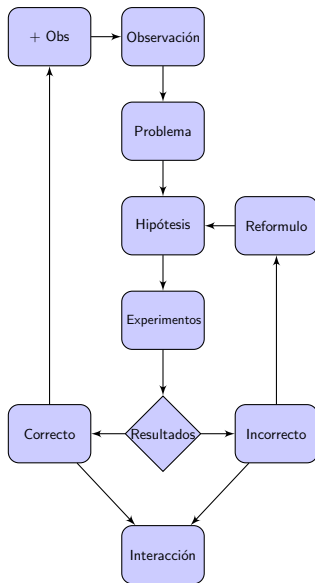 + Obs
Observación
Problema
Hipótesis
Reformulo
Experimentos
Correcto
Resultados
Incorrecto
Interacción